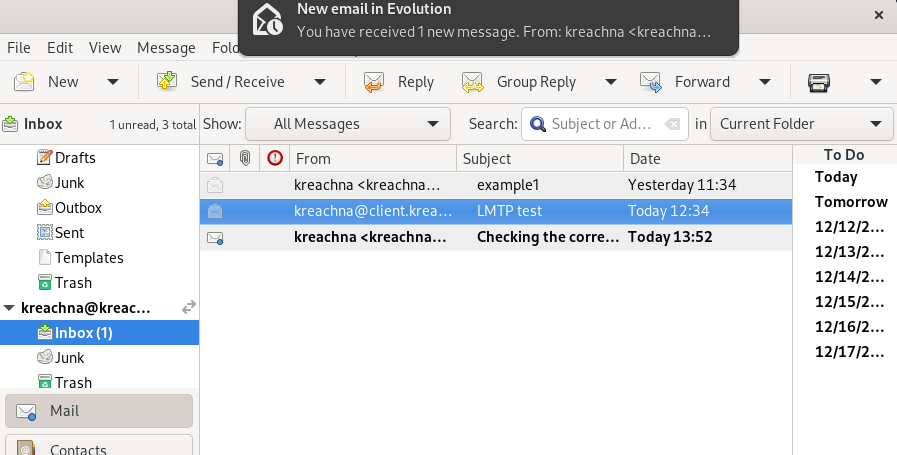 New email in Evolution
You have received 1 new message. From: kreachna <kreachna...
File Edit View Message
New Send / Receive Reply Group Reply Forward
Inbox 1 unread, 3 total Show: All Messages Search: Subject or Ad... in Current Folder
From Subject Date To Do
Drafts
Junk
Outbox
Sent
Templates
Trash
kreachna@kreac...
Inbox (1)
Junk
Trash
Mail
Contacts
kreachna <kreachna... example1 Yesterday 11:34
kreachna@client.krea... LMTP test Today 12:34
kreachna <kreachna... Checking the corre... Today 13:52
Today
Tomorrow
12/12/2...
12/13/2...
12/14/2...
12/15/2...
12/16/2...
12/17/2...